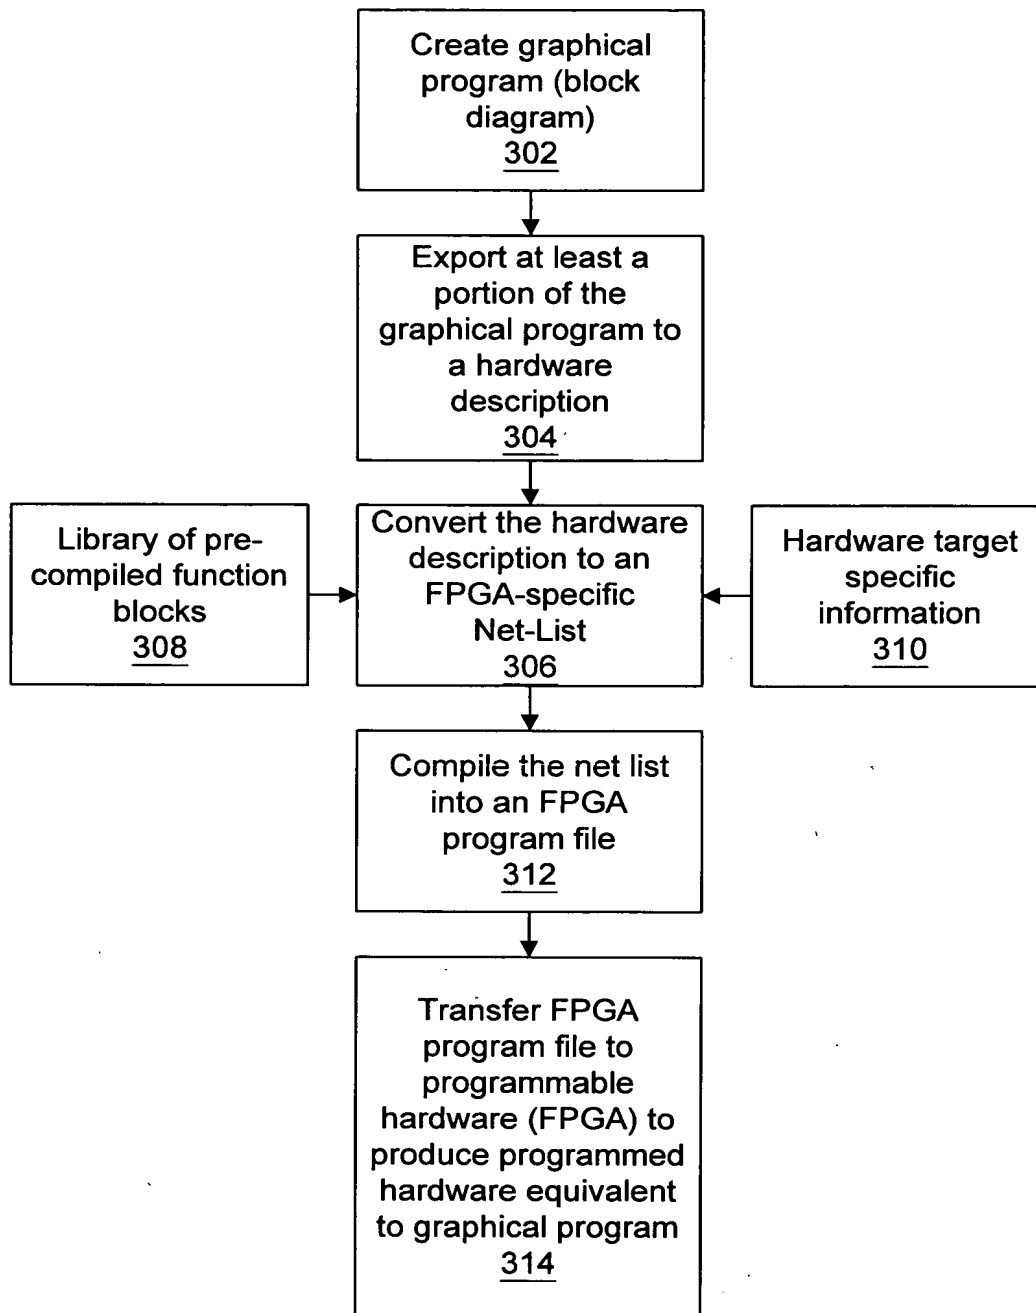 Create graphical
program (block
diagram)
302
Export at least a
portion of the
graphical program to
a hardware
description
304
Library of pre-
compiled function
blocks
308
Convert the hardware
description to an
FPGA-specific
Net-List
306
Hardware target
specific
information
310
Compile the net list
into an FPGA
program file
312
Transfer FPGA
program file to
programmable
hardware (FPGA) to
produce programmed
hardware equivalent
to graphical program
314